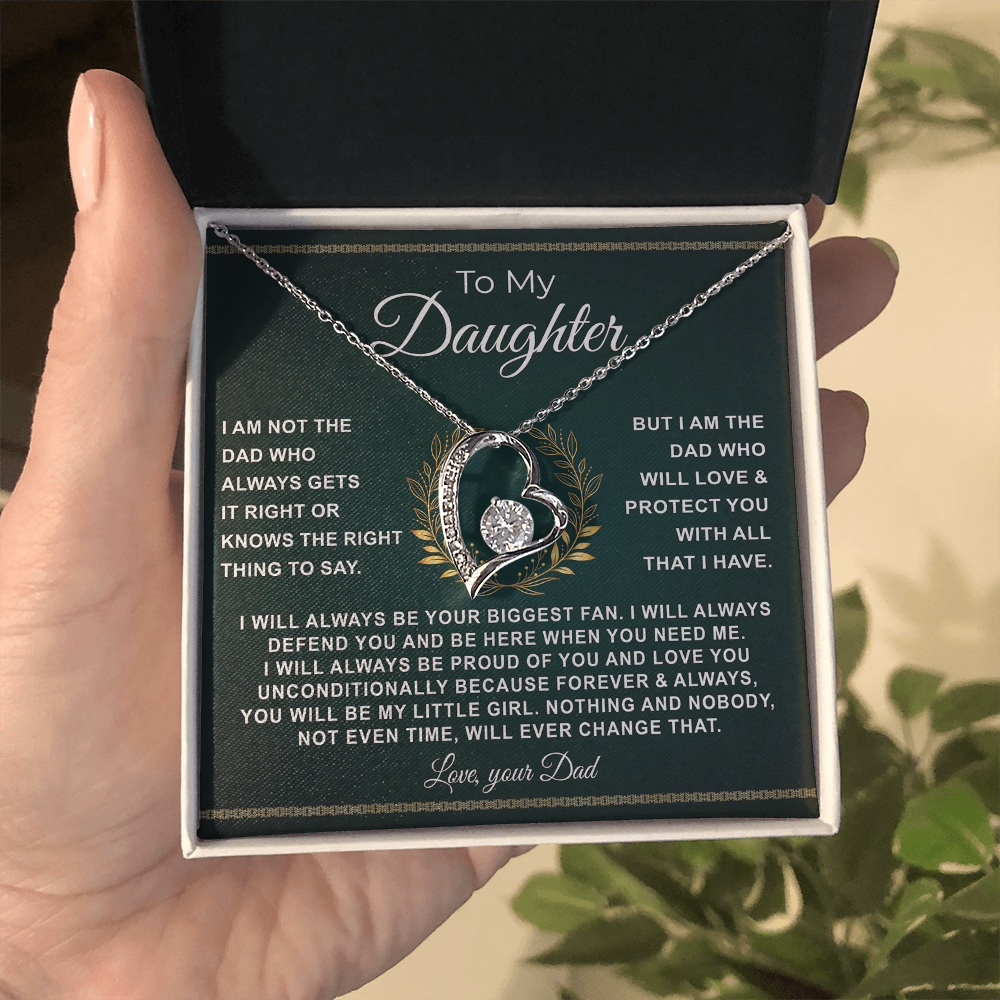 To My
Daughter
I AM NOT THE
DAD WHO
ALWAYS GETS
IT RIGHT OR
KNOWS THE RIGHT
THING TO SAY.
BUT I AM THE
DAD WHO
WILL LOVE &
PROTECT YOU
WITH ALL
THAT I HAVE.
I WILL ALWAYS BE YOUR BIGGEST FAN. I WILL ALWAYS
DEFEND YOU AND BE HERE WHEN YOU NEED ME.
I WILL ALWAYS BE PROUD OF YOU AND LOVE YOU
UNCONDITIONALLY BECAUSE FOREVER & ALWAYS,
YOU WILL BE MY LITTLE GIRL. NOTHING AND NOBODY,
NOT EVEN TIME, WILL EVER CHANGE THAT.
Love, your Dad